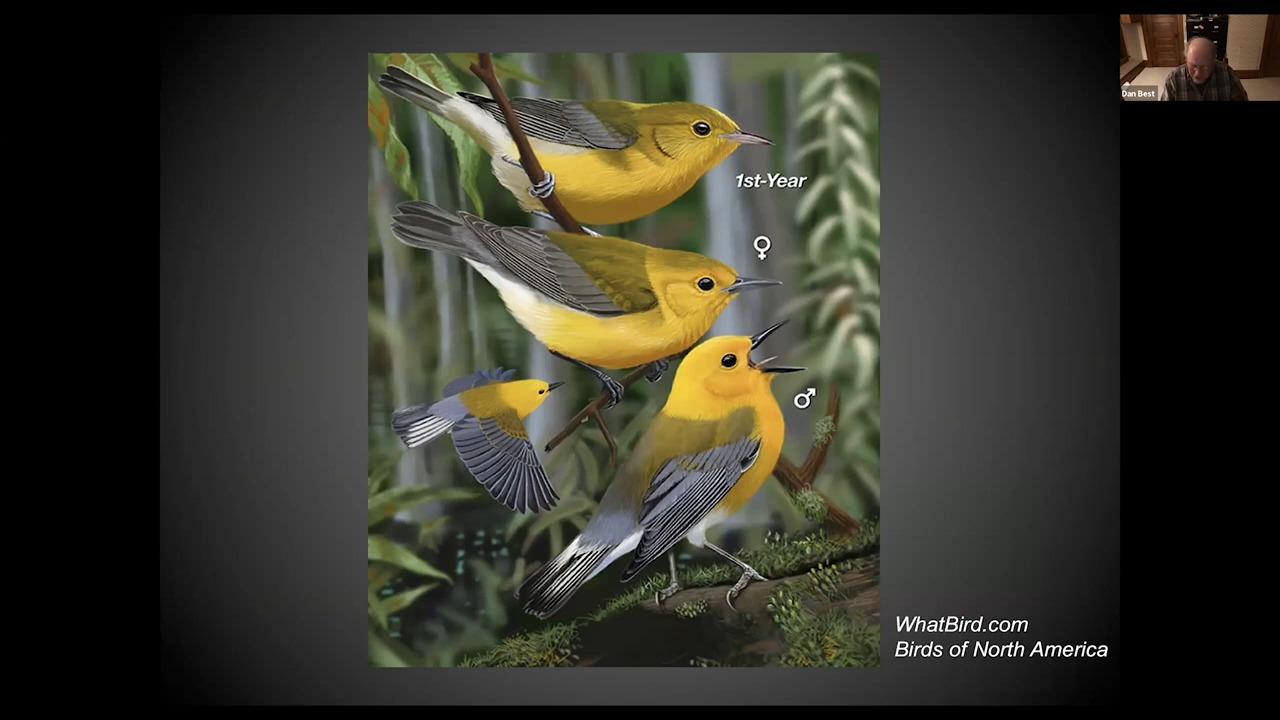 Dan Best
1st-Year
♀
♂
WhatBird.com
Birds of North America